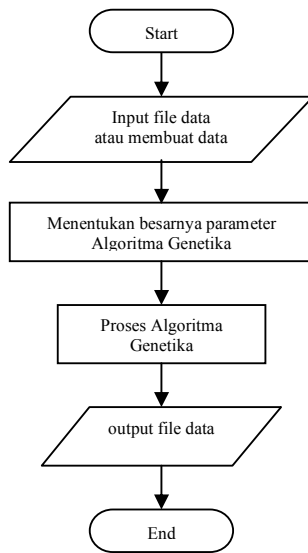 Start
Input file data
atau membuat data
Menentukan besarnya parameter
Algoritma Genetika
Proses Algoritma
Genetika
output file data
End